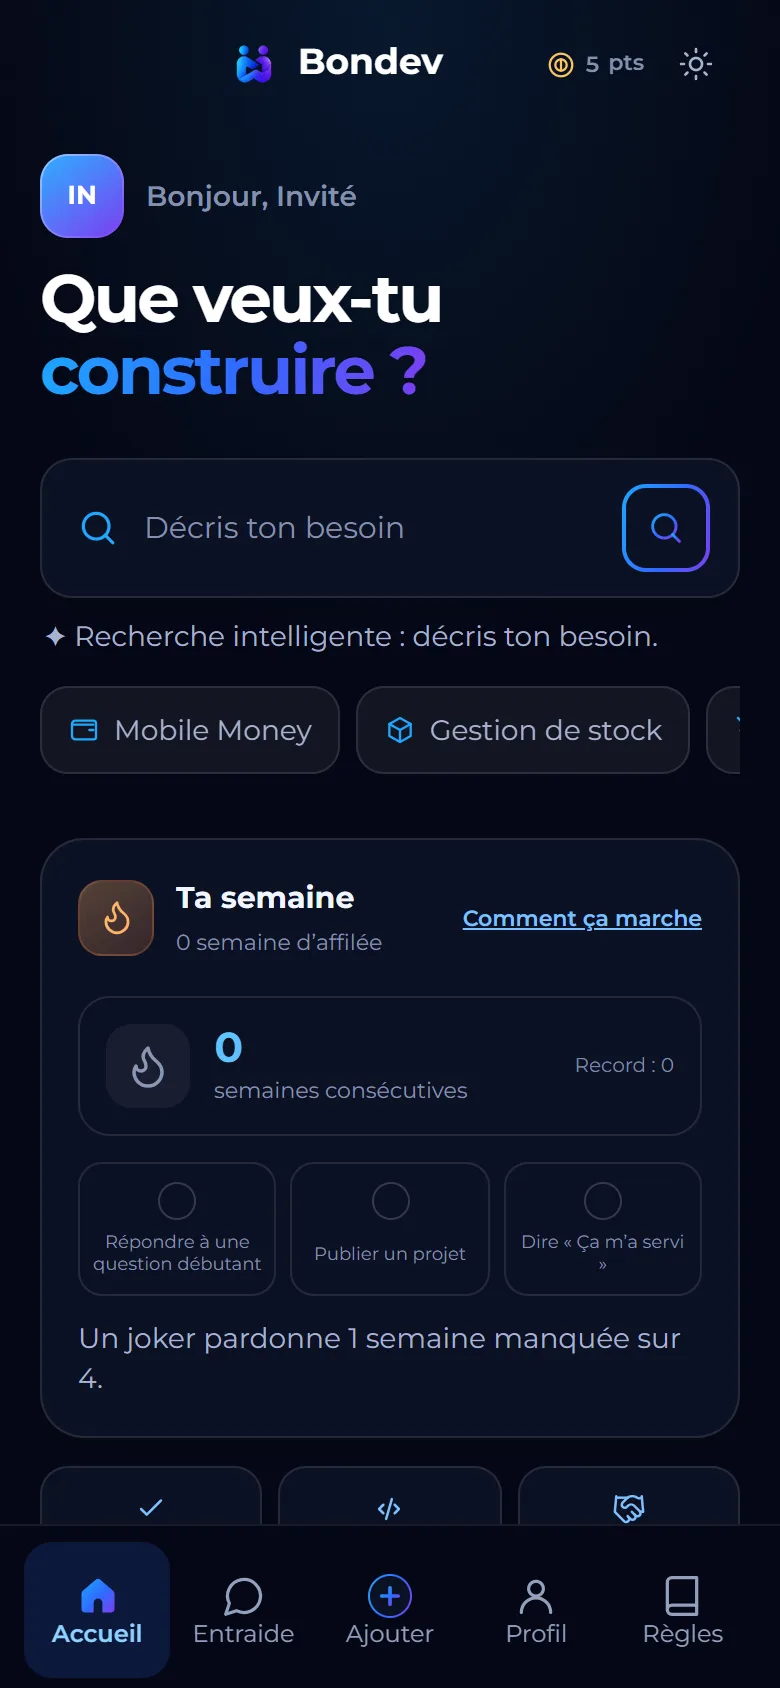 Bondev
5 pts
IN
Bonjour, Invité
Que veux-tu
construire ?
Décris ton besoin
✦ Recherche intelligente : décris ton besoin.
Mobile Money
Gestion de stock
Ta semaine
0 semaine d’affilée
Comment ça marche
0
semaines consécutives
Record : 0
Répondre à une
question débutant
Publier un projet
Dire « Ça m’a servi
»
Un joker pardonne 1 semaine manquée sur
4.
Accueil
Entraide
Ajouter
Profil
Règles